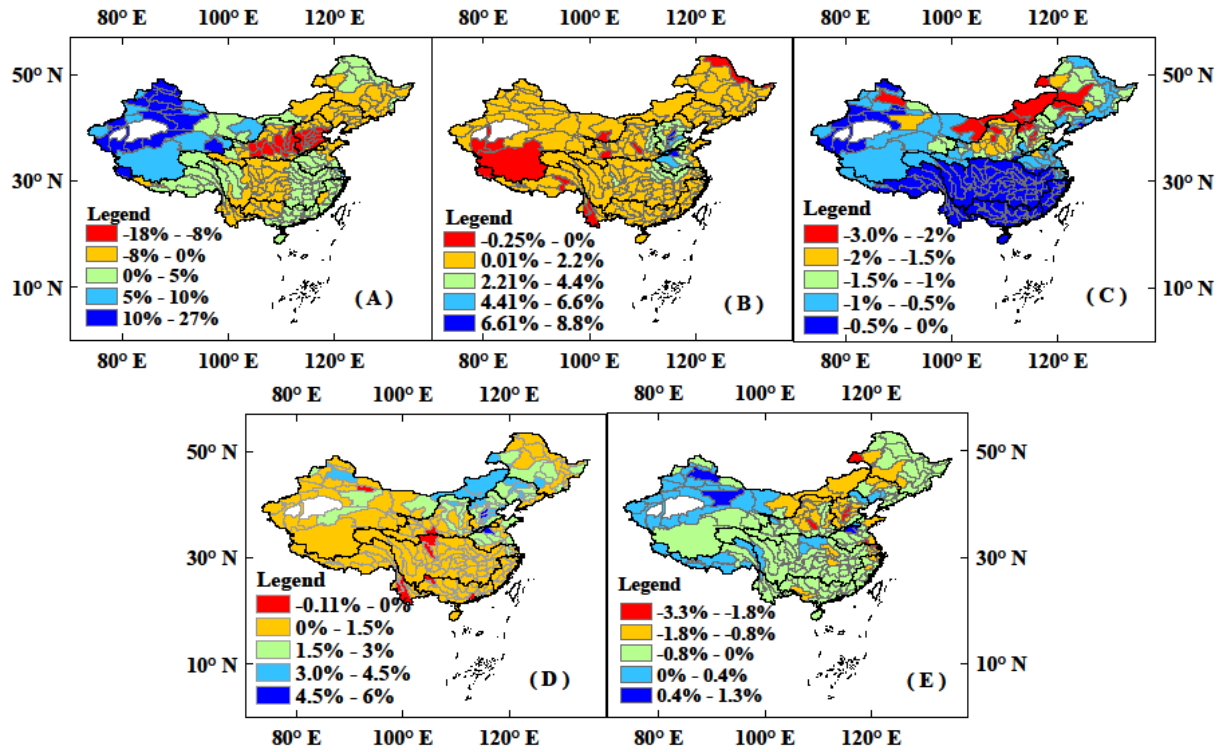 80° E 100° E 120° E 80° E 100° E 120° E 80° E 100° E 120° E
50° N 50° N
30° N 30° N
10° N 10° N
Legend
-18% - -8%
-8% - 0%
0% - 5%
5% - 10%
10% - 27%
( A )
Legend
-0.25% - 0%
0.01% - 2.2%
2.21% - 4.4%
4.41% - 6.6%
6.61% - 8.8%
( B )
Legend
-3.0% - -2%
-2% - -1.5%
-1.5% - -1%
-1% - -0.5%
-0.5% - 0%
( C )
80° E 100° E 120° E 80° E 100° E 120° E
80° E 100° E 120° E
50° N 50° N
30° N 30° N
10° N 10° N
Legend
-0.11% - 0%
0% - 1.5%
1.5% - 3%
3.0% - 4.5%
4.5% - 6%
( D )
Legend
-3.3% - -1.8%
-1.8% - -0.8%
-0.8% - 0%
0% - 0.4%
0.4% - 1.3%
( E )
80° E 100° E 120° E 80° E 100° E 120° E